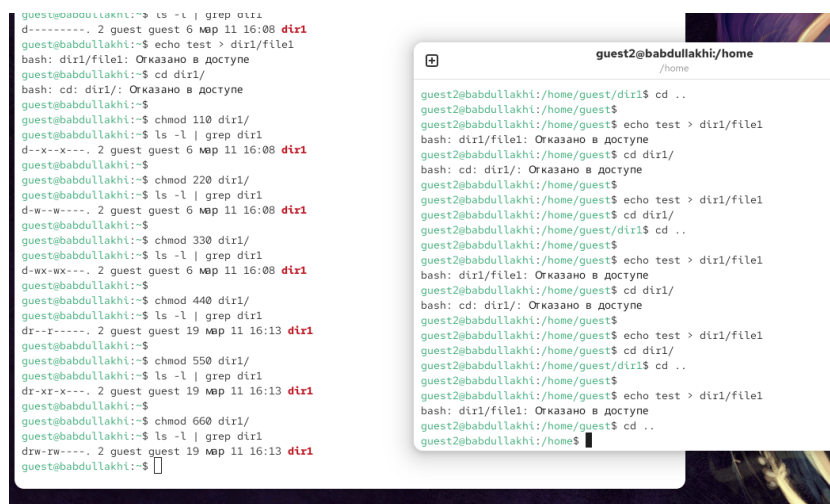 guest@babdullakhi:~$ ls -l | grep dir1
d---------. 2 guest guest 6 мар 11 16:08 dir1
guest@babdullakhi:~$ echo test > dir1/file1
bash: dir1/file1: Отказано в доступе
guest@babdullakhi:~$ cd dir1/
bash: cd: dir1/: Отказано в доступе
guest@babdullakhi:~$
guest@babdullakhi:~$ chmod 110 dir1/
guest@babdullakhi:~$ ls -l | grep dir1
d--x--x---. 2 guest guest 6 мар 11 16:08 dir1
guest@babdullakhi:~$
guest@babdullakhi:~$ chmod 220 dir1/
guest@babdullakhi:~$ ls -l | grep dir1
d-w--w----. 2 guest guest 6 мар 11 16:08 dir1
guest@babdullakhi:~$
guest@babdullakhi:~$ chmod 330 dir1/
guest@babdullakhi:~$ ls -l | grep dir1
d-wx-wx---. 2 guest guest 6 мар 11 16:08 dir1
guest@babdullakhi:~$
guest@babdullakhi:~$ chmod 440 dir1/
guest@babdullakhi:~$ ls -l | grep dir1
dr--r-----. 2 guest guest 19 мар 11 16:13 dir1
guest@babdullakhi:~$
guest@babdullakhi:~$ chmod 550 dir1/
guest@babdullakhi:~$ ls -l | grep dir1
dr-xr-x---. 2 guest guest 19 мар 11 16:13 dir1
guest@babdullakhi:~$
guest@babdullakhi:~$ chmod 660 dir1/
guest@babdullakhi:~$ ls -l | grep dir1
drw-rw----. 2 guest guest 19 мар 11 16:13 dir1
guest@babdullakhi:~$
guest2@babdullakhi:/home
/home
guest2@babdullakhi:/home/guest/dir1$ cd ..
guest2@babdullakhi:/home/guest$
guest2@babdullakhi:/home/guest$ echo test > dir1/file1
bash: dir1/file1: Отказано в доступе
guest2@babdullakhi:/home/guest$ cd dir1/
bash: cd: dir1/: Отказано в доступе
guest2@babdullakhi:/home/guest$
guest2@babdullakhi:/home/guest$ echo test > dir1/file1
guest2@babdullakhi:/home/guest$ cd dir1/
guest2@babdullakhi:/home/guest/dir1$ cd ..
guest2@babdullakhi:/home/guest$
guest2@babdullakhi:/home/guest$ echo test > dir1/file1
bash: dir1/file1: Отказано в доступе
guest2@babdullakhi:/home/guest$ cd dir1/
bash: cd: dir1/: Отказано в доступе
guest2@babdullakhi:/home/guest$
guest2@babdullakhi:/home/guest$ echo test > dir1/file1
guest2@babdullakhi:/home/guest$ cd dir1/
guest2@babdullakhi:/home/guest/dir1$ cd ..
guest2@babdullakhi:/home/guest$
guest2@babdullakhi:/home/guest$ echo test > dir1/file1
bash: dir1/file1: Отказано в доступе
guest2@babdullakhi:/home/guest$ cd ..
guest2@babdullakhi:/home$